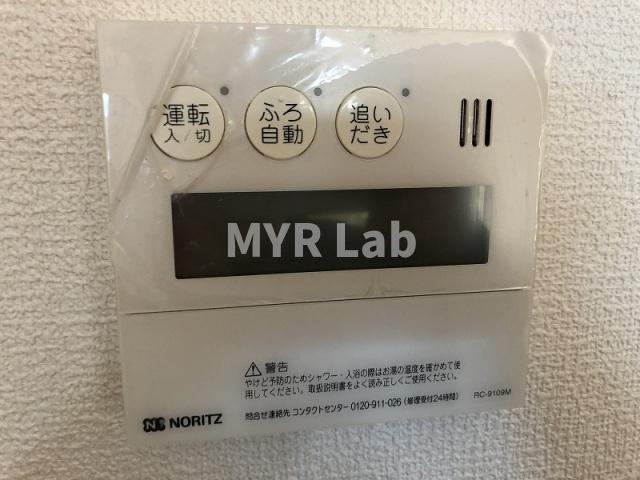 運転 入/切
ふろ 自動
追い だき
MYR Lab
⚠警告
やけど予防のためシャワー・入浴の際はお湯の温度を確かめて使
用してください。取扱説明書をよく読み正しくご使用ください。
RC-9109M
NORITZ 問合せ連絡先 コンタクトセンター 0120-911-026 (修理受付24時間)